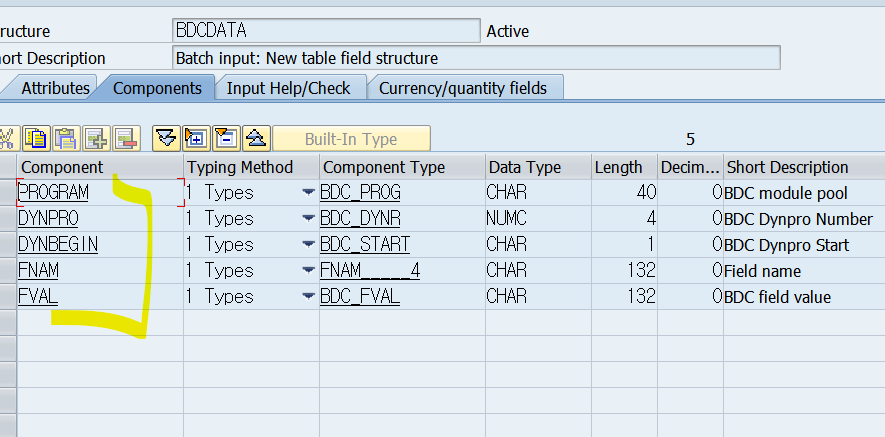 ructure BDCDATA Active
ort Description Batch input: New table field structure
Attributes Components Input Help/Check Currency/quantity fields
Built-In Type 5
Component Typing Method Component Type Data Type Length Decim... Short Description
PROGRAM 1 Types BDC_PROG CHAR 40 0 BDC module pool
DYNPRO 1 Types BDC_DYNR NUMC 4 0 BDC Dynpro Number
DYNBEGIN 1 Types BDC_START CHAR 1 0 BDC Dynpro Start
FNAM 1 Types FNAM_____4 CHAR 132 0 Field name
FVAL 1 Types BDC_FVAL CHAR 132 0 BDC field value